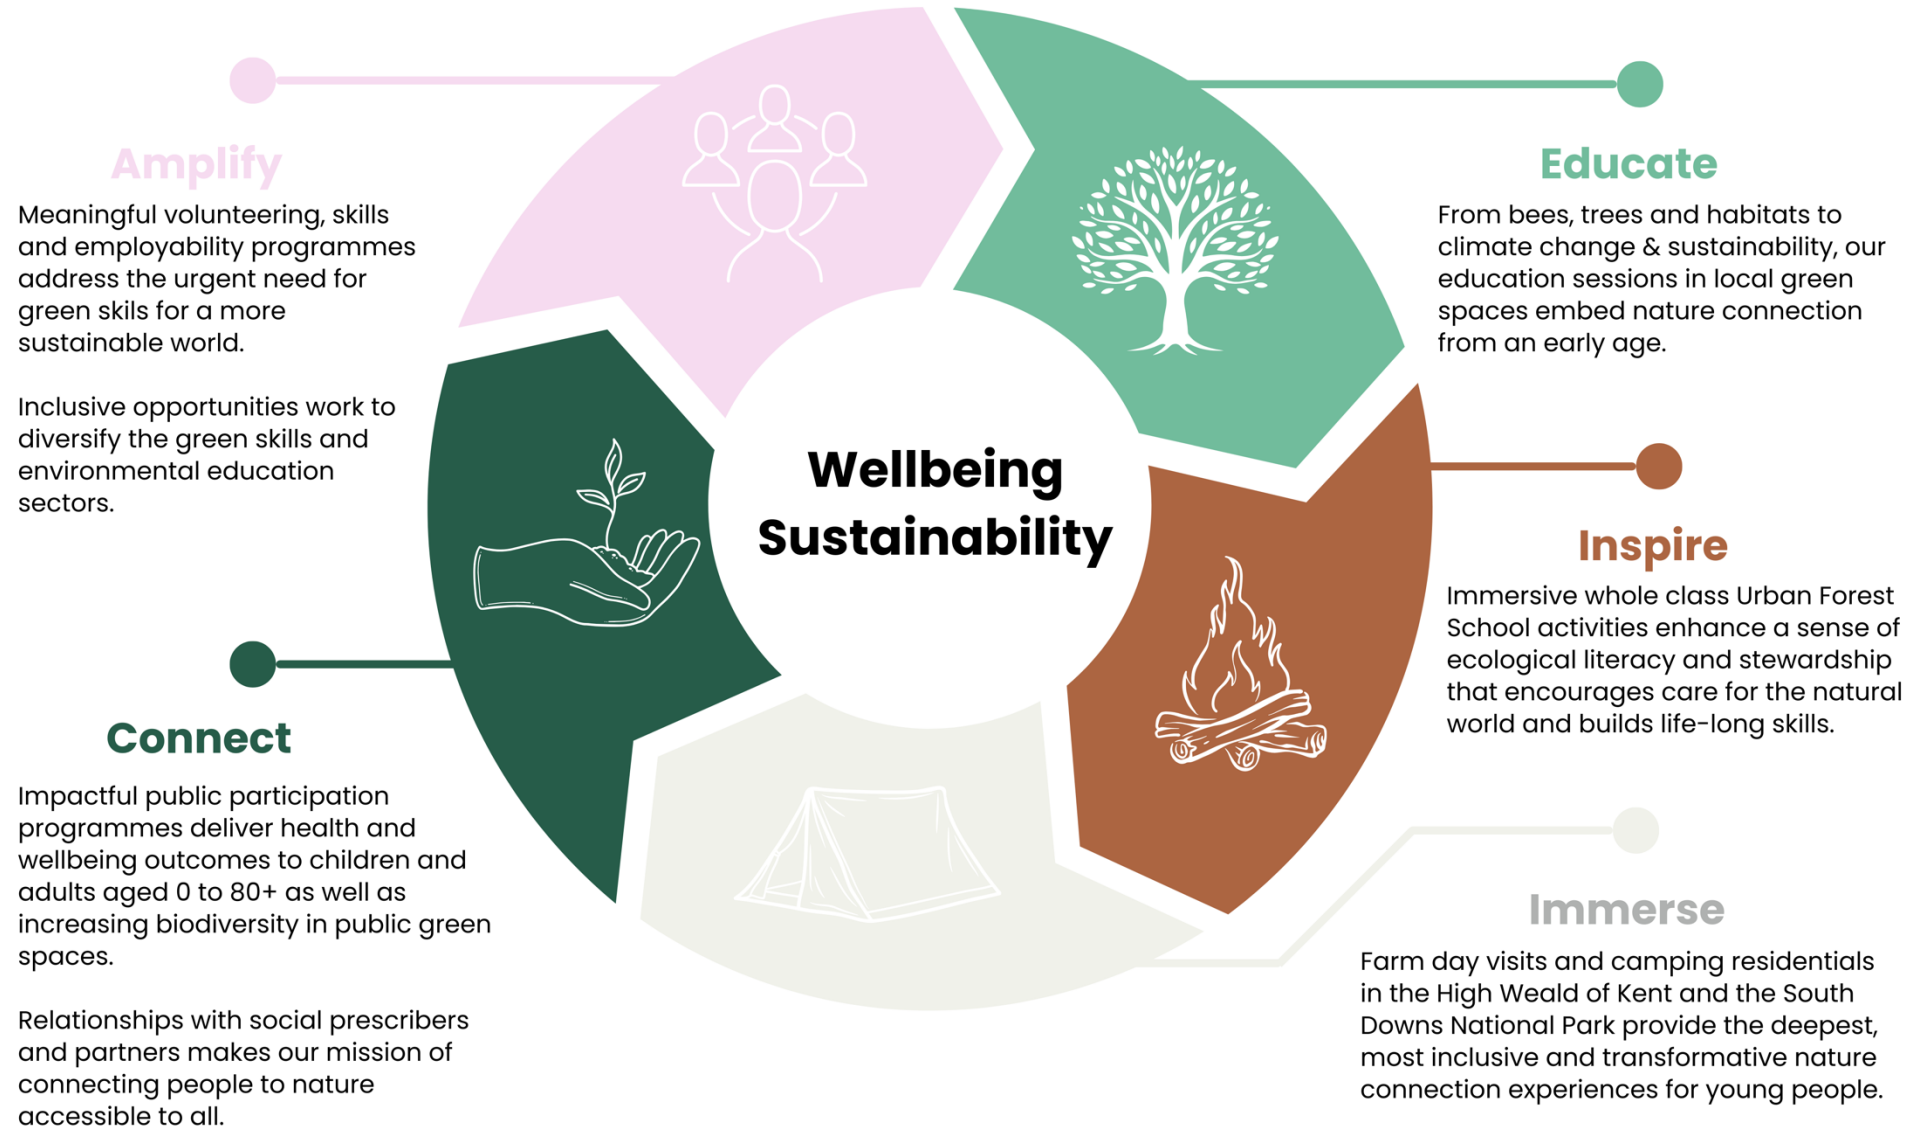 Amplify
Meaningful volunteering, skills
and employability programmes
address the urgent need for
green skils for a more
sustainable world.
Inclusive opportunities work to
diversify the green skills and
environmental education
sectors.
Connect
Impactful public participation
programmes deliver health and
wellbeing outcomes to children and
adults aged 0 to 80+ as well as
increasing biodiversity in public green
spaces.
Relationships with social prescribers
and partners makes our mission of
connecting people to nature
accessible to all.
Wellbeing
Sustainability
Educate
From bees, trees and habitats to
climate change & sustainability, our
education sessions in local green
spaces embed nature connection
from an early age.
Inspire
Immersive whole class Urban Forest
School activities enhance a sense of
ecological literacy and stewardship
that encourages care for the natural
world and builds life-long skills.
Immerse
Farm day visits and camping residentials
in the High Weald of Kent and the South
Downs National Park provide the deepest,
most inclusive and transformative nature
connection experiences for young people.